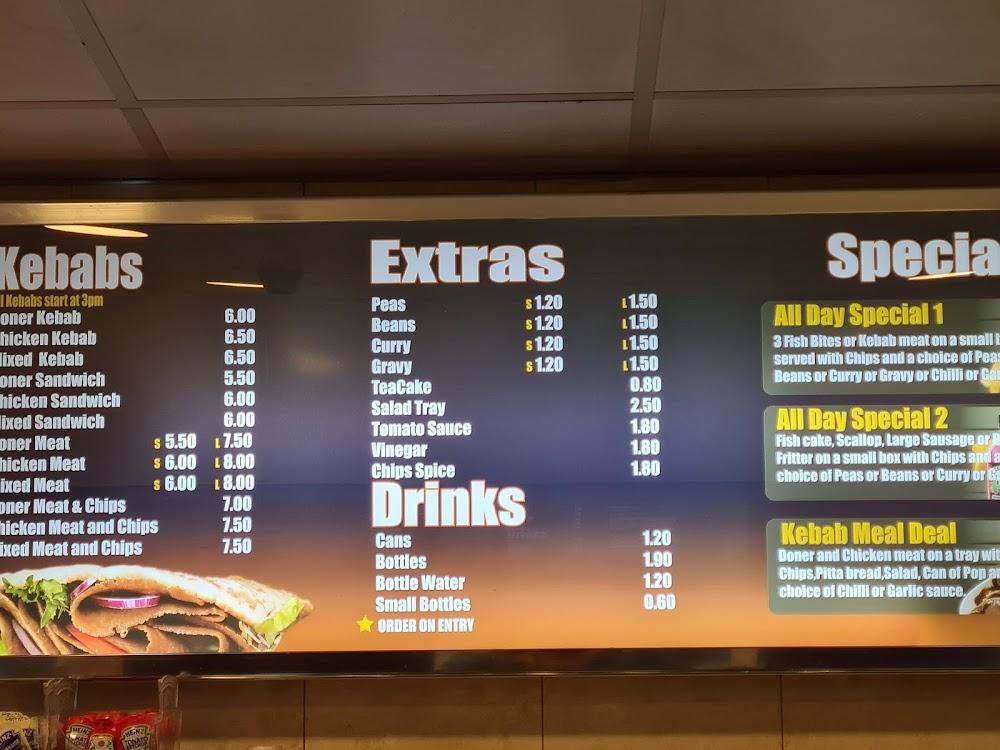 Kebabs
Kebabs start at 3pm
oner Kebab 6.00
hicken Kebab 6.50
ixed Kebab 6.50
oner Sandwich 5.50
hicken Sandwich 6.00
ixed Sandwich 6.00
oner Meat S 5.50 L 7.50
hicken Meat S 6.00 L 8.00
ixed Meat S 6.00 L 8.00
oner Meat & Chips 7.00
hicken Meat and Chips 7.50
ixed Meat and Chips 7.50
Extras
Peas S 1.20 L 1.50
Beans S 1.20 L 1.50
Curry S 1.20 L 1.50
Gravy S 1.20 L 1.50
TeaCake 0.80
Salad Tray 2.50
Tomato Sauce 1.80
Vinegar 1.80
Chips Spice 1.80
Drinks
Cans 1.20
Bottles 1.90
Bottle Water 1.20
Small Bottles 0.60
ORDER ON ENTRY
Specia
All Day Special 1
3 Fish Bites or Kebab meat on a small b
served with Chips and a choice of Peas
Beans or Curry or Gravy or Chilli or Ga
All Day Special 2
Fish cake, Scallop, Large Sausage or
Fritter on a small box with Chips and a
choice of Peas or Beans or Curry or
Kebab Meal Deal
Doner and Chicken meat on a tray wit
Chips,Pitta bread,Salad, Can of Pop
choice of Chilli or Garlic sauce.
HEINZ
HEINZ
TOMATO